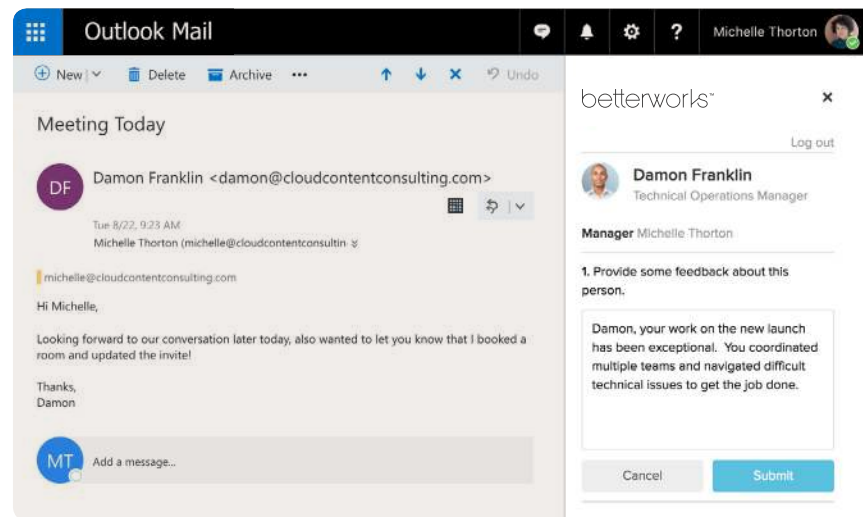 Outlook Mail
? Michelle Thorton
New Delete Archive ••• Undo
Meeting Today
DF
Damon Franklin <damon@cloudcontentconsulting.com>
Tue 8/22, 9:23 AM
Michelle Thorton (michelle@cloudcontentconsultin
michelle@cloudcontentconsulting.com
Hi Michelle,
Looking forward to our conversation later today, also wanted to let you know that I booked a
room and updated the invite!
Thanks,
Damon
MT
Add a message...
betterworks™
Log out
Damon Franklin
Technical Operations Manager
Manager Michelle Thorton
1. Provide some feedback about this
person.
Damon, your work on the new launch
has been exceptional. You coordinated
multiple teams and navigated difficult
technical issues to get the job done.
Cancel Submit